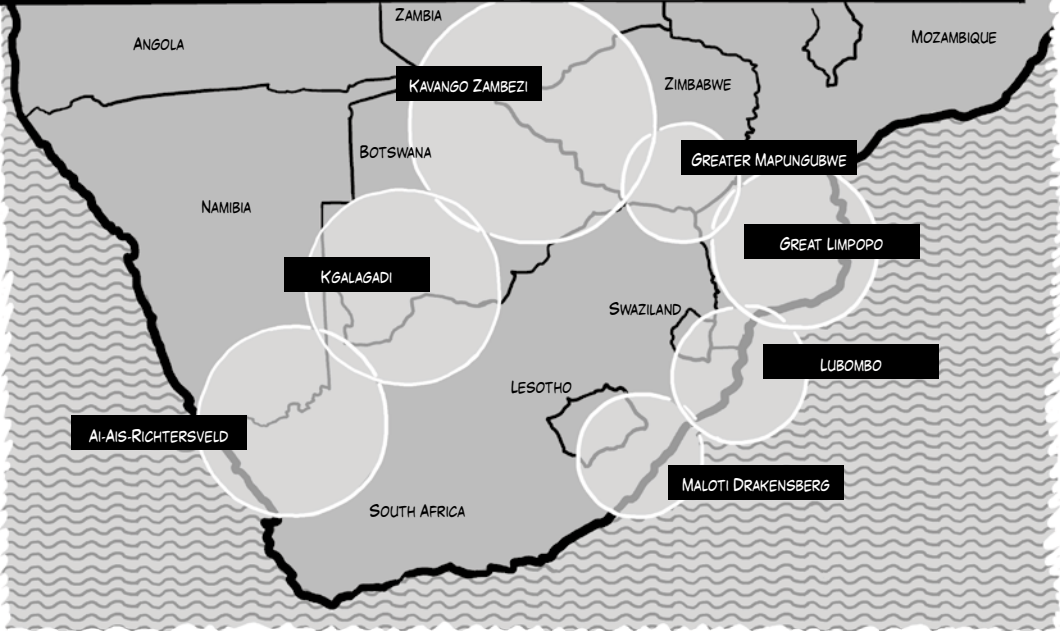 ZAMBIA
ANGOLA
MOZAMBIQUE
KAVANGO ZAMBEZI
ZIMBABWE
BOTSWANA
GREATER MAPUNGUBWE
NAMIBIA
GREAT LIMPOPO
KGALAGADI
SWAZILAND
LUBOMBO
LESOTHO
AI-AIS-RICHTERSVELD
MALOTI DRAKENSBERG
SOUTH AFRICA